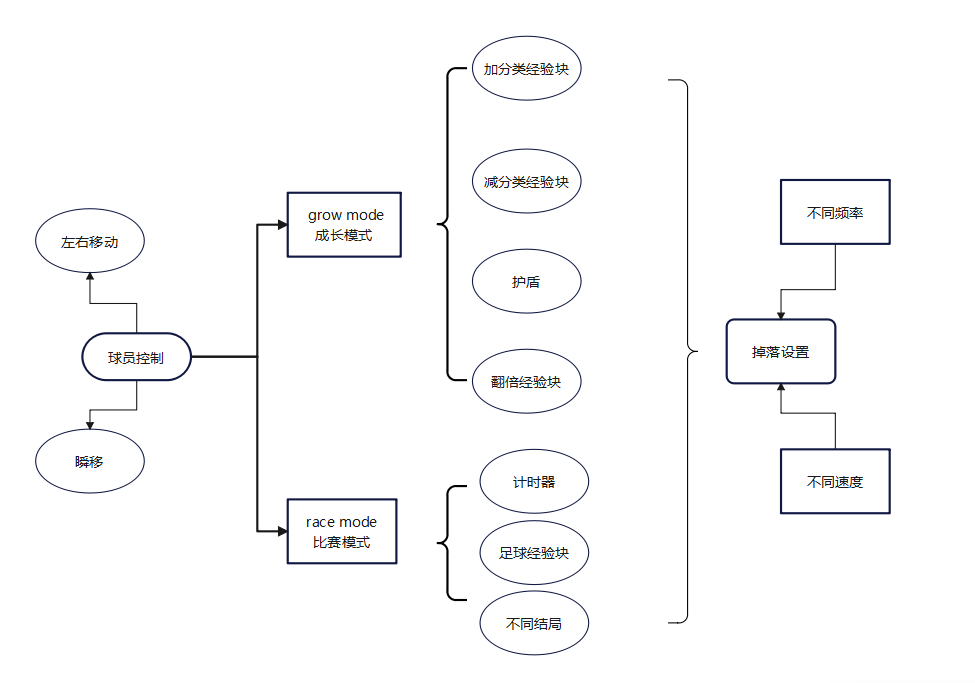 加分类经验块
减分类经验块
不同频率
grow mode
成长模式
左右移动
护盾
掉落设置
球员控制
翻倍经验块
瞬移
计时器
不同速度
race mode
比赛模式
足球经验块
不同结局